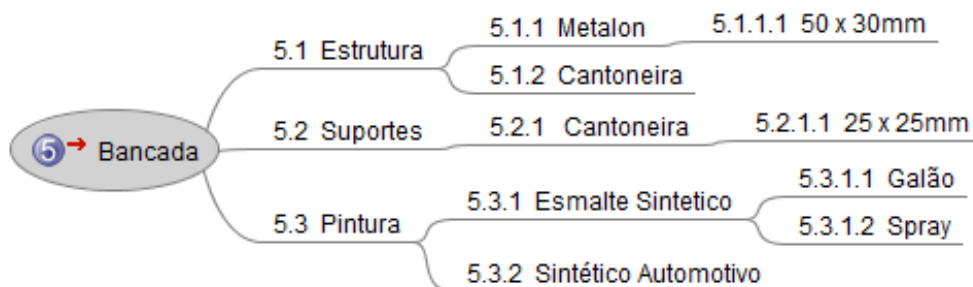 5 Bancada
5.1 Estrutura
5.1.1 Metalon
5.1.1.1 50 x 30mm
5.1.2 Cantoneira
5.2 Suportes
5.2.1 Cantoneira
5.2.1.1 25 x 25mm
5.3 Pintura
5.3.1 Esmalte Sintetico
5.3.1.1 Galão
5.3.1.2 Spray
5.3.2 Sintético Automotivo